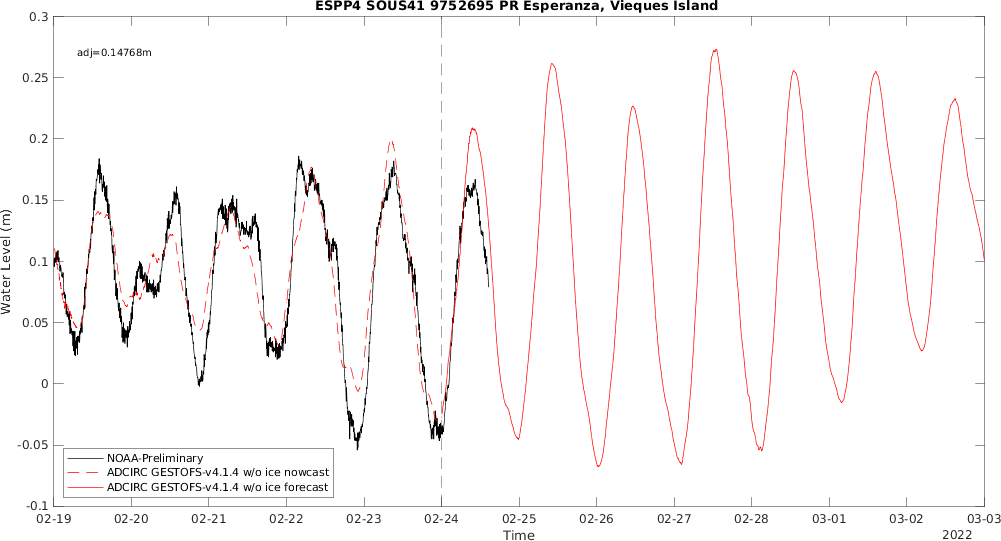 ESPP4 SOUS41 9752695 PR Esperanza, Vieques Island
adj=0.14768m
0.3
0.25
0.2
0.15
0.1
0.05
0
-0.05
-0.1
Water Level (m)
NOAA-Preliminary
ADCIRC GESTOFS-v4.1.4 w/o ice nowcast
ADCIRC GESTOFS-v4.1.4 w/o ice forecast
02-19 02-20 02-21 02-22 02-23 02-24 02-25 02-26 02-27 02-28 03-01 03-02 03-03
Time
2022